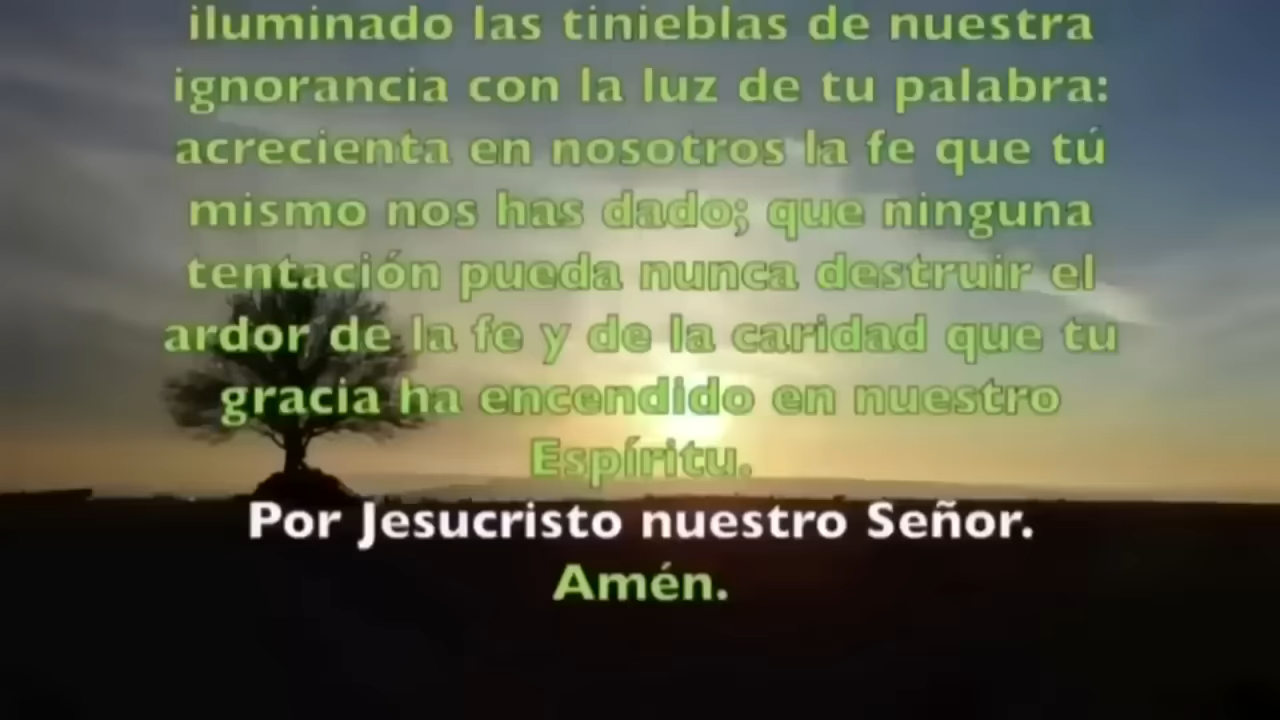 iluminado las tinieblas de nuestra
ignorancia con la luz de tu palabra:
acrecienta en nosotros la fe que tú
mismo nos has dado; que ninguna
tentación pueda nunca destruir el
ardor de la fe y de la caridad que tu
gracia ha encendido en nuestro
Espíritu.
Por Jesucristo nuestro Señor.
Amén.